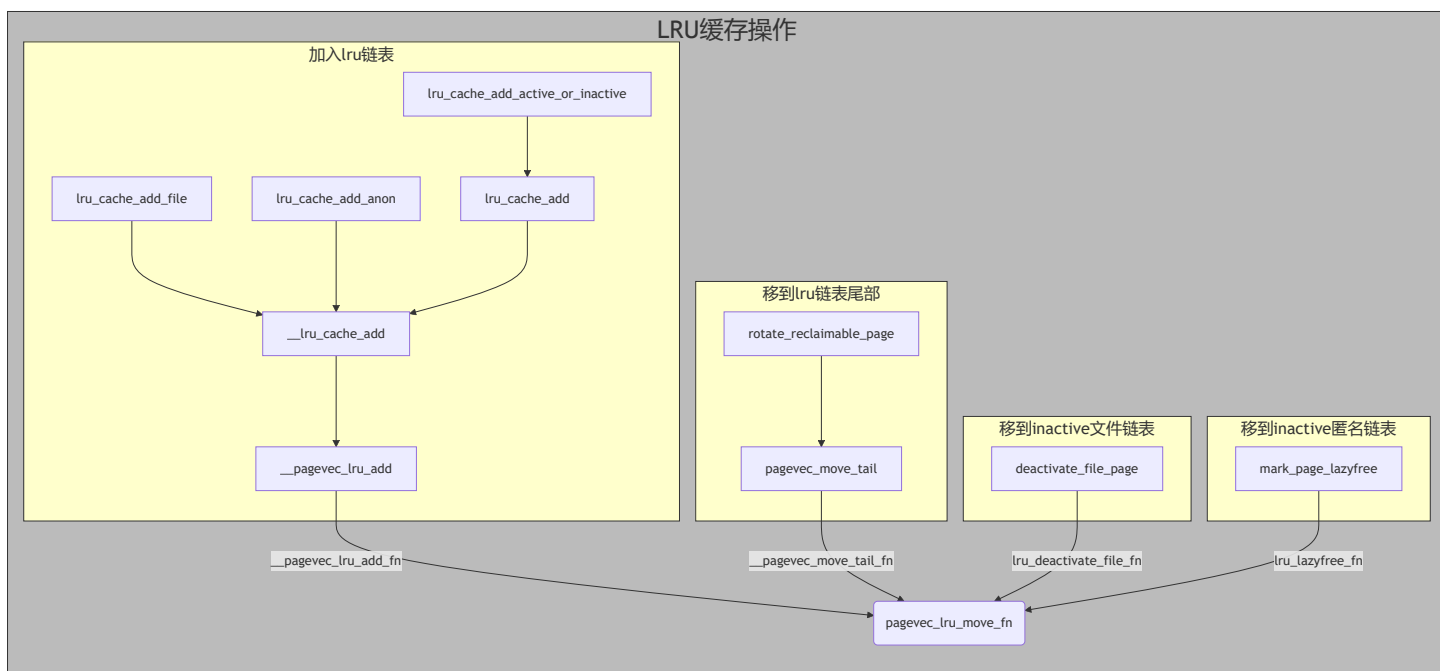 LRU缓存操作
加入lru链表
lru_cache_add_active_or_inactive
lru_cache_add_file
lru_cache_add_anon
lru_cache_add
__lru_cache_add
__pagevec_lru_add
移到lru链表尾部
rotate_reclaimable_page
pagevec_move_tail
移到inactive文件链表
deactivate_file_page
移到inactive匿名链表
mark_page_lazyfree
__pagevec_lru_add_fn
__pagevec_move_tail_fn
lru_deactivate_file_fn
lru_lazyfree_fn
pagevec_lru_move_fn